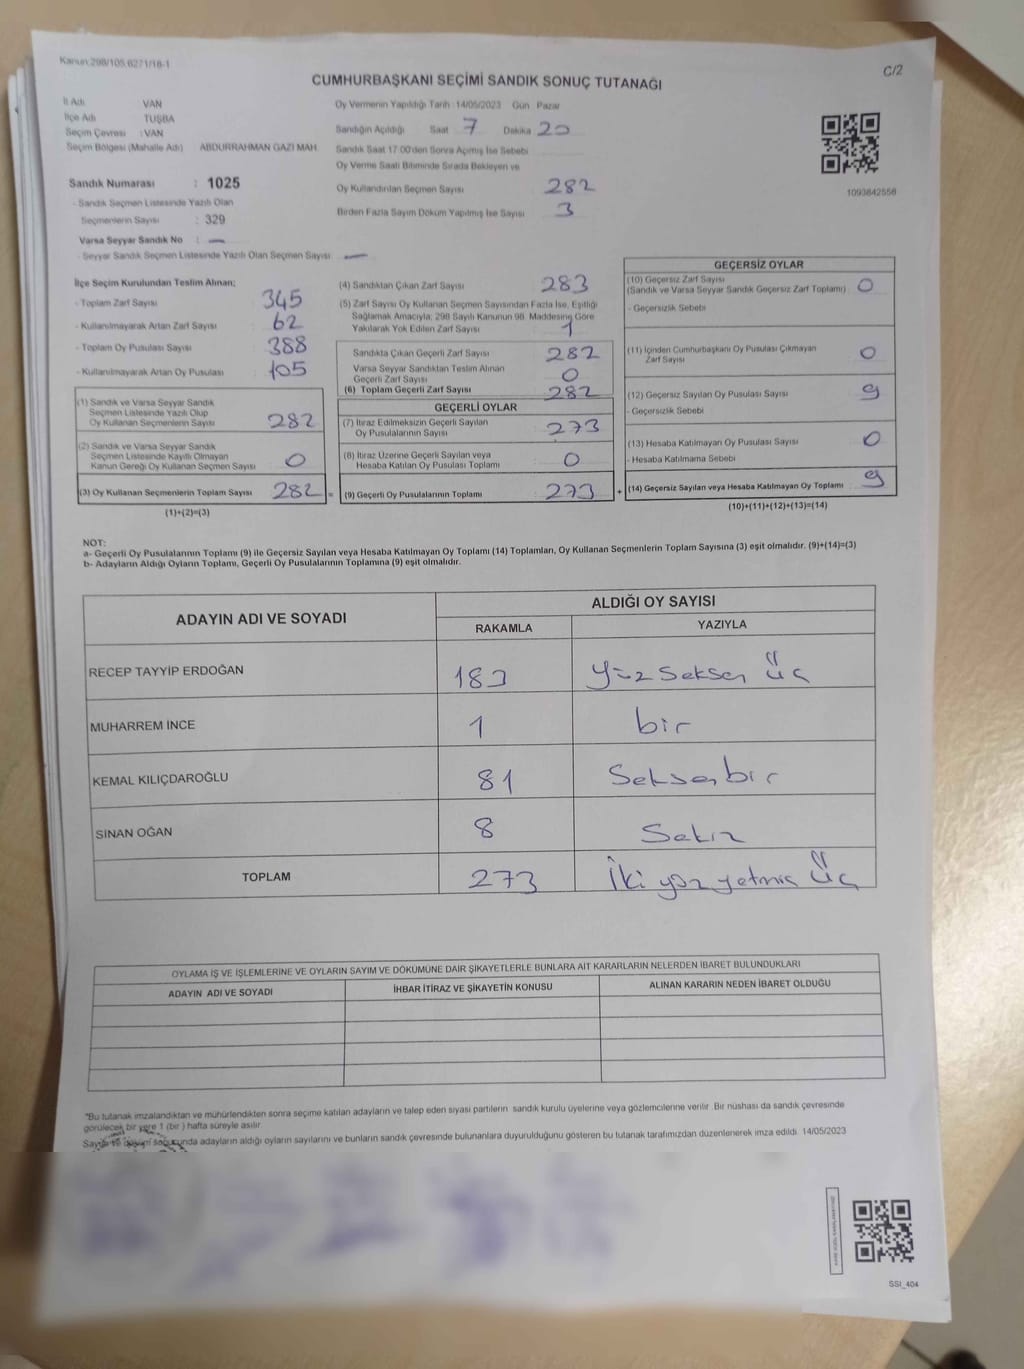 Kanun:298/105,6271/18-1
C/2
CUMHURBAŞKANI SEÇİMİ SANDIK SONUÇ TUTANAĞI
İl Adı VAN
İlçe Adı TUŞBA
Seçim Çevresi : VAN
Seçim Bölgesi (Mahalle Adı) ABDURRAHMAN GAZİ MAH.
Sandık Numarası : 1025
- Sandık Seçmen Listesinde Yazılı Olan
Seçmenlerin Sayısı : 329
Varsa Seyyar Sandık No : —
- Seyyar Sandık Seçmen Listesinde Yazılı Olan Seçmen Sayısı: —
Oy Vermenin Yapıldığı Tarih :14/05/2023 Gün Pazar
Sandığın Açıldığı Saat 7 Dakika 20
Sandık Saat 17:00'den Sonra Açımış İse Sebebi
Oy Verme Saati Bitiminde Sırada Bekleyen ve
Oy Kullandırılan Seçmen Sayısı 282
Birden Fazla Sayım Döküm Yapılmış İse Sayısı 3
1093842556
İlçe Seçim Kurulundan Teslim Alınan;
- Toplam Zarf Sayısı 345
- Kullanılmayarak Artan Zarf Sayısı 62
- Toplam Oy Pusulası Sayısı 388
- Kullanılmayarak Artan Oy Pusulası 105
(1) Sandık ve Varsa Seyyar Sandık
Seçmen Listesinde Yazılı Olup
Oy Kullanan Seçmenlerin Sayısı 282
(2) Sandık ve Varsa Seyyar Sandık
Seçmen Listesinde Kayıtlı Olmayan
Kanun Gereği Oy Kullanan Seçmen Sayısı 0
(3) Oy Kullanan Seçmenlerin Toplam Sayısı 282 =
(1)+(2)=(3)
(4) Sandıktan Çıkan Zarf Sayısı 283
(5) Zarf Sayısı Oy Kullanan Seçmen Sayısından Fazla İse, Eşitliği
Sağlamak Amacıyla; 298 Sayılı Kanunun 98. Maddesine Göre
Yakılarak Yok Edilen Zarf Sayısı 1
Sandıkta Çıkan Geçerli Zarf Sayısı 282
Varsa Seyyar Sandıktan Teslim Alınan
Geçerli Zarf Sayısı 0
(6) Toplam Geçerli Zarf Sayısı 282
GEÇERLİ OYLAR
(7) İtiraz Edilmeksizin Geçerli Sayılan
Oy Pusulalarının Sayısı 273
(8) İtiraz Üzerine Geçerli Sayılan veya
Hesaba Katılan Oy Pusulası Toplamı 0
(9) Geçerli Oy Pusulalarının Toplamı 273 +
GEÇERSİZ OYLAR
(10) Geçersiz Zarf Sayısı
(Sandık ve Varsa Seyyar Sandık Geçersiz Zarf Toplamı) 0
- Geçersizlik Sebebi
(11) İçinden Cumhurbaşkanı Oy Pusulası Çıkmayan
Zarf Sayısı 0
(12) Geçersiz Sayılan Oy Pusulası Sayısı 9
- Geçersizlik Sebebi
(13) Hesaba Katılmayan Oy Pusulası Sayısı 0
- Hesaba Katılmama Sebebi
(14) Geçersiz Sayılan veya Hesaba Katılmayan Oy Toplamı 9
(10)+(11)+(12)+(13)=(14)
NOT:
a- Geçerli Oy Pusulalarının Toplamı (9) ile Geçersiz Sayılan veya Hesaba Katılmayan Oy Toplamı (14) Toplamları, Oy Kullanan Seçmenlerin Toplam Sayısına (3) eşit olmalıdır. (9)+(14)=(3)
b- Adayların Aldığı Oyların Toplamı, Geçerli Oy Pusulalarının Toplamına (9) eşit olmalıdır.
ADAYIN ADI VE SOYADI ALDIĞI OY SAYISI
RAKAMLA YAZIYLA
RECEP TAYYİP ERDOĞAN 183 yüz seksen üç
MUHARREM İNCE 1 bir
KEMAL KILIÇDAROĞLU 81 Seksenbir
SİNAN OĞAN 8 Sekiz
TOPLAM 273 İki yüz yetmiş üç
OYLAMA İŞ VE İŞLEMLERİNE VE OYLARIN SAYIM VE DÖKÜMÜNE DAİR ŞİKAYETLERLE BUNLARA AİT KARARLARIN NELERDEN İBARET BULUNDUKLARI
ADAYIN ADI VE SOYADI İHBAR İTİRAZ VE ŞİKAYETİN KONUSU ALINAN KARARIN NEDEN İBARET OLDUĞU
"Bu tutanak imzalandıktan ve mühürlendikten sonra seçime katılan adayların ve talep eden siyasi partilerin sandık kurulu üyelerine veya gözlemcilerine verilir. Bir nüshası da sandık çevresinde
görülecek bir yere 1 (bir) hafta süreyle asılır.
Sayım ve döküm sonucunda adayların aldığı oyların sayılarını ve bunların sandık çevresinde bulunanlara duyurulduğunu gösteren bu tutanak tarafımızdan düzenlenerek imza edildi. 14/05/2023
SSI_404